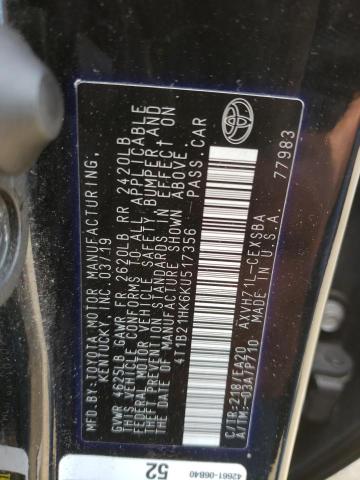 MFD.BY:TOYOTA MOTOR MANUFACTURING,
KENTUCKY,INC. 03/19
GVWR 4625LB GAWR FR 2620LB RR 2420LB
THIS VEHICLE CONFORMS TO ALL APPLICABLE
FEDERAL MOTOR VEHICLE SAFETY,BUMPER,AND
THEFT PREVENTION STANDARDS IN EFFECT ON
THE DATE OF MANUFACTURE SHOWN ABOVE.
4T1B21HK6KU517356 PASS.CAR
C/TR:218/FA20 AXVH71L-CEXSBA
A/TM:-03A/P710 MADE IN U.S.A.
77983
52
42661-06B40